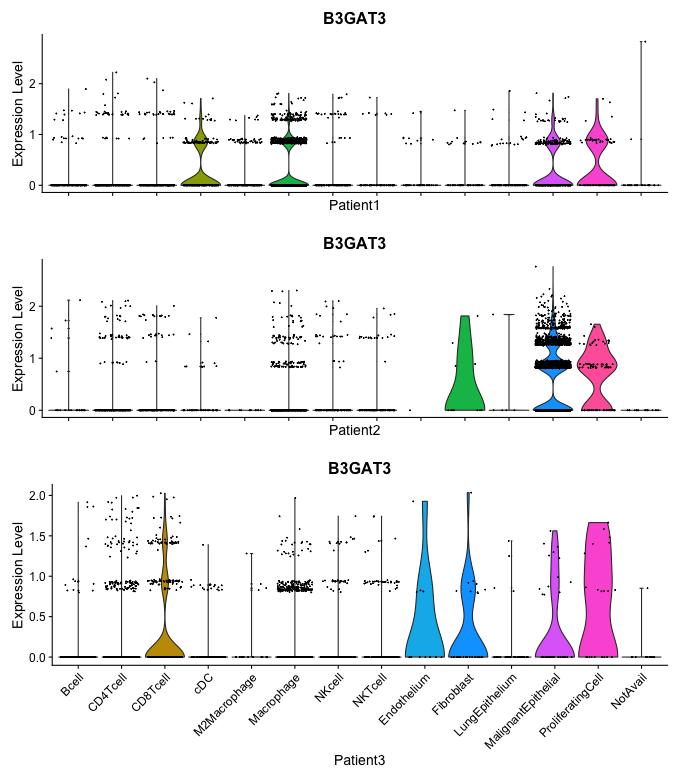 B3GAT3
Expression Level
2
1
0
Patient1
B3GAT3
Expression Level
2
1
0
Patient2
B3GAT3
Expression Level
2.0
1.5
1.0
0.5
0.0
Bcell
CD4Tcell
CD8Tcell
cDC
M2Macrophage
Macrophage
NKcell
NKTcell
Endothelium
Fibroblast
LungEpithelium
MalignantEpithelial
ProliferatingCell
NotAvail
Patient3